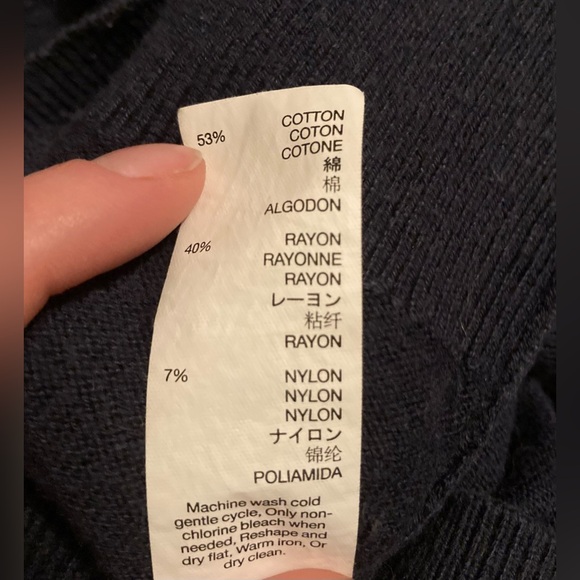 53% COTTON
COTON
COTONE
綿
棉
ALGODON
40% RAYON
RAYONNE
RAYON
レーヨン
粘纤
RAYON
7% NYLON
NYLON
NYLON
ナイロン
锦纶
POLIAMIDA
Machine wash cold
gentle cycle, Only non-
chlorine bleach when
needed, Reshape and
dry flat, Warm iron, Or
dry clean.